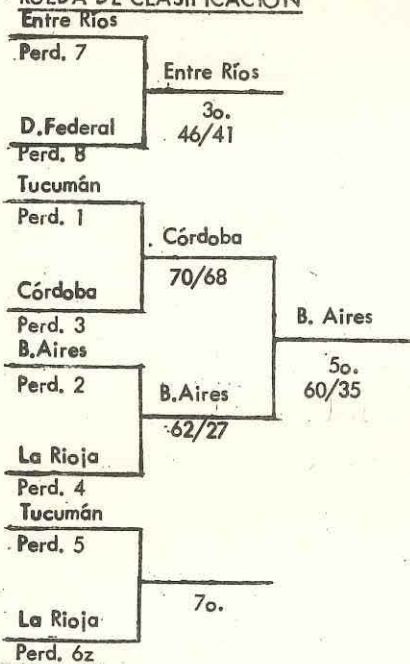 RUEDA DE CLASIFICACIÓN
Entre Ríos
Perd. 7
Entre Ríos
3o.
46/41
D.Federal
Perd. 8
Tucumán
Perd. 1
Córdoba
70/68
Córdoba
Perd. 3
B. Aires
5o.
60/35
B.Aires
Perd. 2
B.Aires
62/27
La Rioja
Perd. 4
Tucumán
Perd. 5
7o.
La Rioja
Perd. 6z